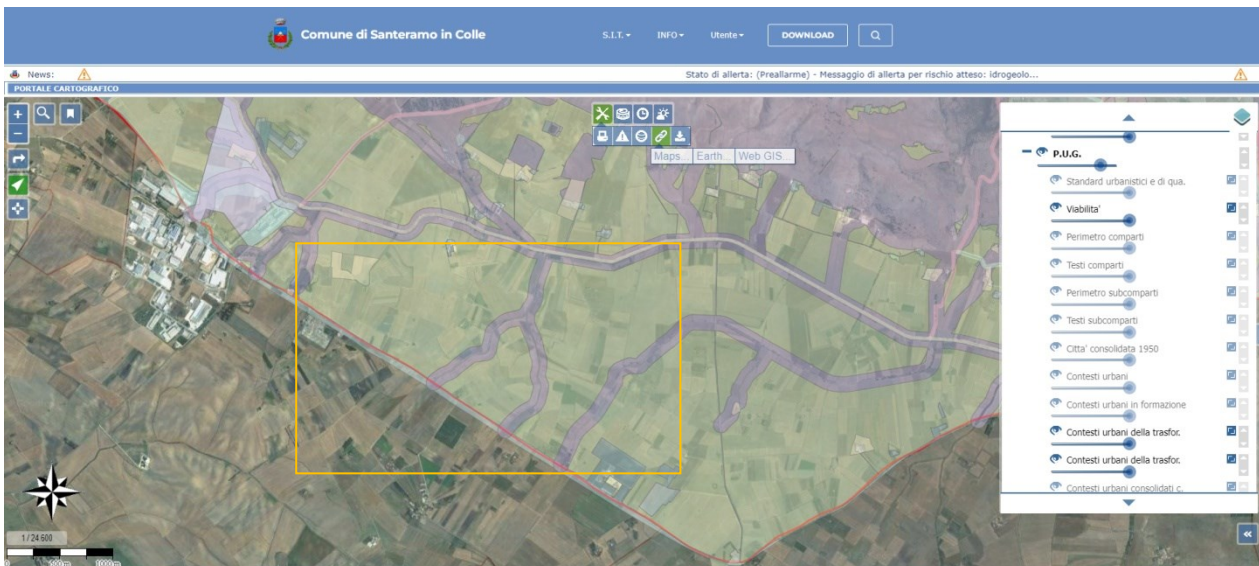 Comune di Santeramo in Colle
S.I.T.
INFO
Utente
DOWNLOAD
News:
Stato di allerta: (Preallarme) - Messaggio di allerta per rischio atteso: idrogeolo...
PORTALE CARTOGRAFICO
Maps... Earth... Web GIS...
P.U.G.
Standard urbanistici e di qua.
Viabilita'
Perimetro comparti
Testi comparti
Perimetro subcomparti
Testi subcomparti
Citta' consolidata 1950
Contesti urbani
Contesti urbani in formazione
Contesti urbani della trasfor.
Contesti urbani della trasfor.
Contesti urbani consolidati c.
1 / 24.600
0 500 m 1000 m